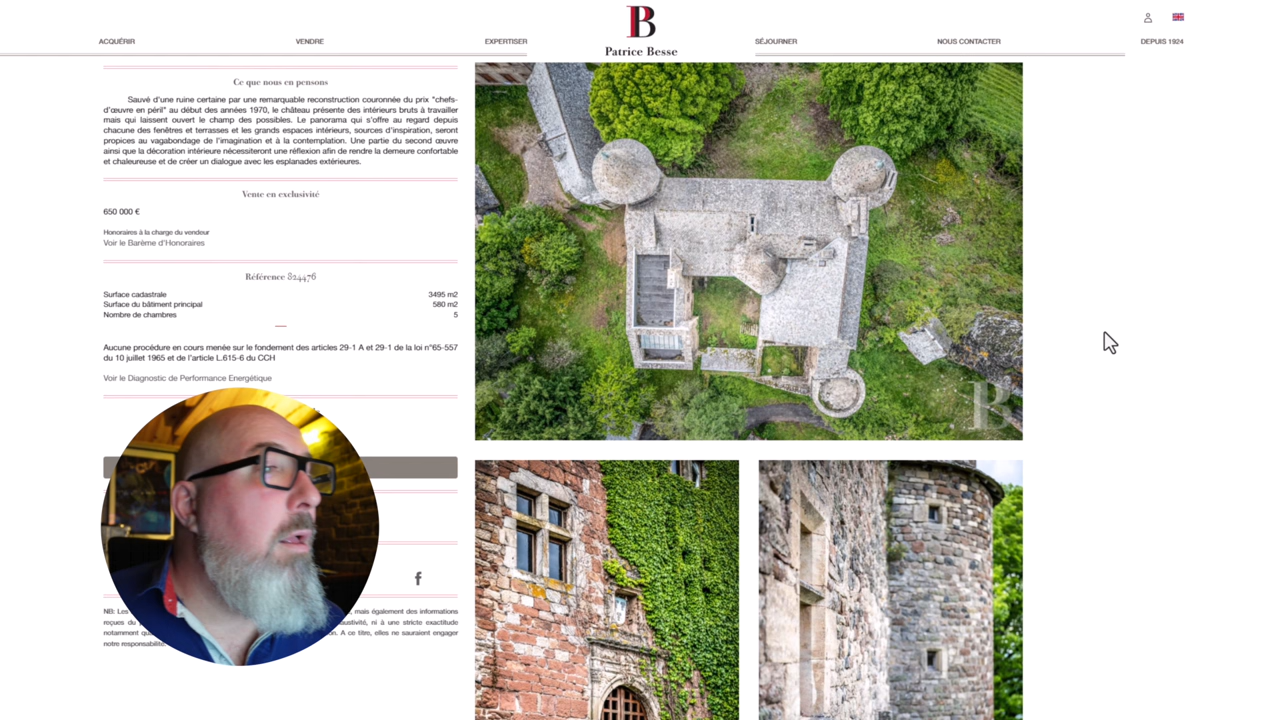 B
Patrice Besse
ACQUÉRIR
VENDRE
EXPERTISER
SÉJOURNER
NOUS CONTACTER
DEPUIS 1924
Ce que nous en pensons
Sauvé d'une ruine certaine par une remarquable reconstruction couronnée du prix "chefs-
d'œuvre en péril" au début des années 1970, le château présente des intérieurs bruts à travailler
mais qui laissent ouvert le champ des possibles. Le panorama qui s'offre au regard depuis
chacune des fenêtres et terrasses et les grands espaces intérieurs, sources d'inspiration, seront
propices au vagabondage de l'imagination et à la contemplation. Une partie du second œuvre
ainsi que la décoration intérieure nécessiteront une réflexion afin de rendre la demeure confortable
et chaleureuse et de créer un dialogue avec les esplanades extérieures.
Vente en exclusivité
650 000 €
Honoraires à la charge du vendeur
Voir le Barème d'Honoraires
Référence 824476
Surface cadastrale 3495 m2
Surface du bâtiment principal 580 m2
Nombre de chambres 5
Aucune procédure en cours menée sur le fondement des articles 29-1 A et 29-1 de la loi n°65-557
du 10 juillet 1965 et de l'article L.615-6 du CCH
Voir le Diagnostic de Performance Energétique
NB: Les , mais également des informations
reçues du ni à une stricte exactitude
notamment A ce titre, elles ne sauraient engager
notre responsabilité.
B